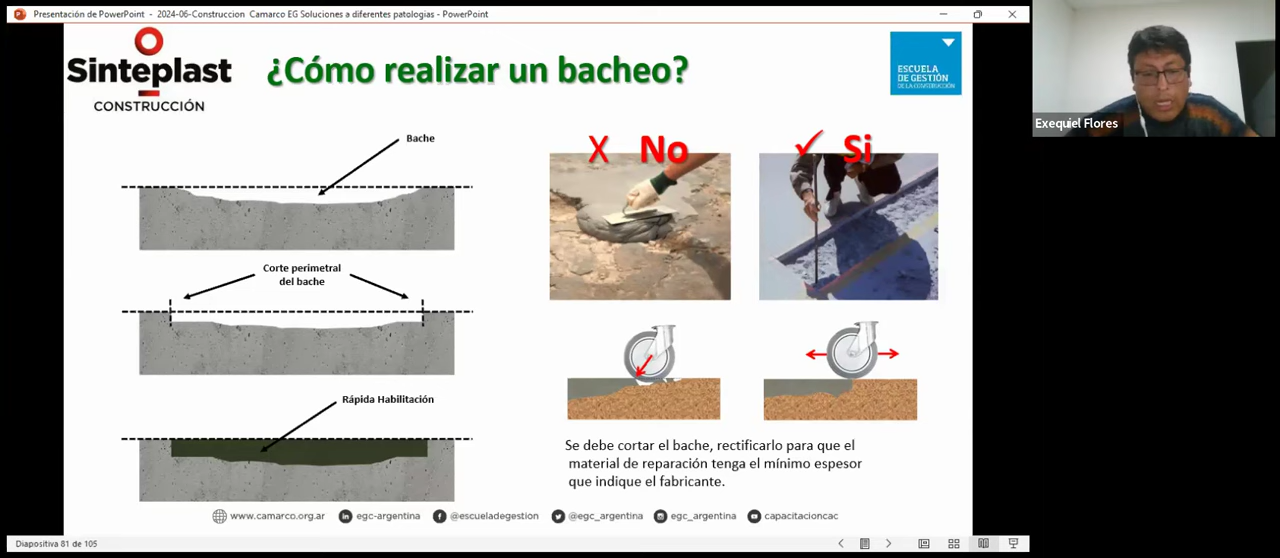 Presentación de PowerPoint - 2024-06-Construccion Camarco EG Soluciones a diferentes patologias - PowerPoint
Sinteplast
CONSTRUCCIÓN
¿Cómo realizar un bacheo?
ESCUELA
DE GESTIÓN
DE LA CONSTRUCCIÓN
Exequiel Flores
Bache
Corte perimetral
del bache
Rápida Habilitación
X No
✓ Si
Se debe cortar el bache, rectificarlo para que el
material de reparación tenga el mínimo espesor
que indique el fabricante.
www.camarco.org.ar
egc-argentina
@escueladegestion
@egc_argentina
egc_argentina
capacitacioncac
Diapositiva 81 de 105